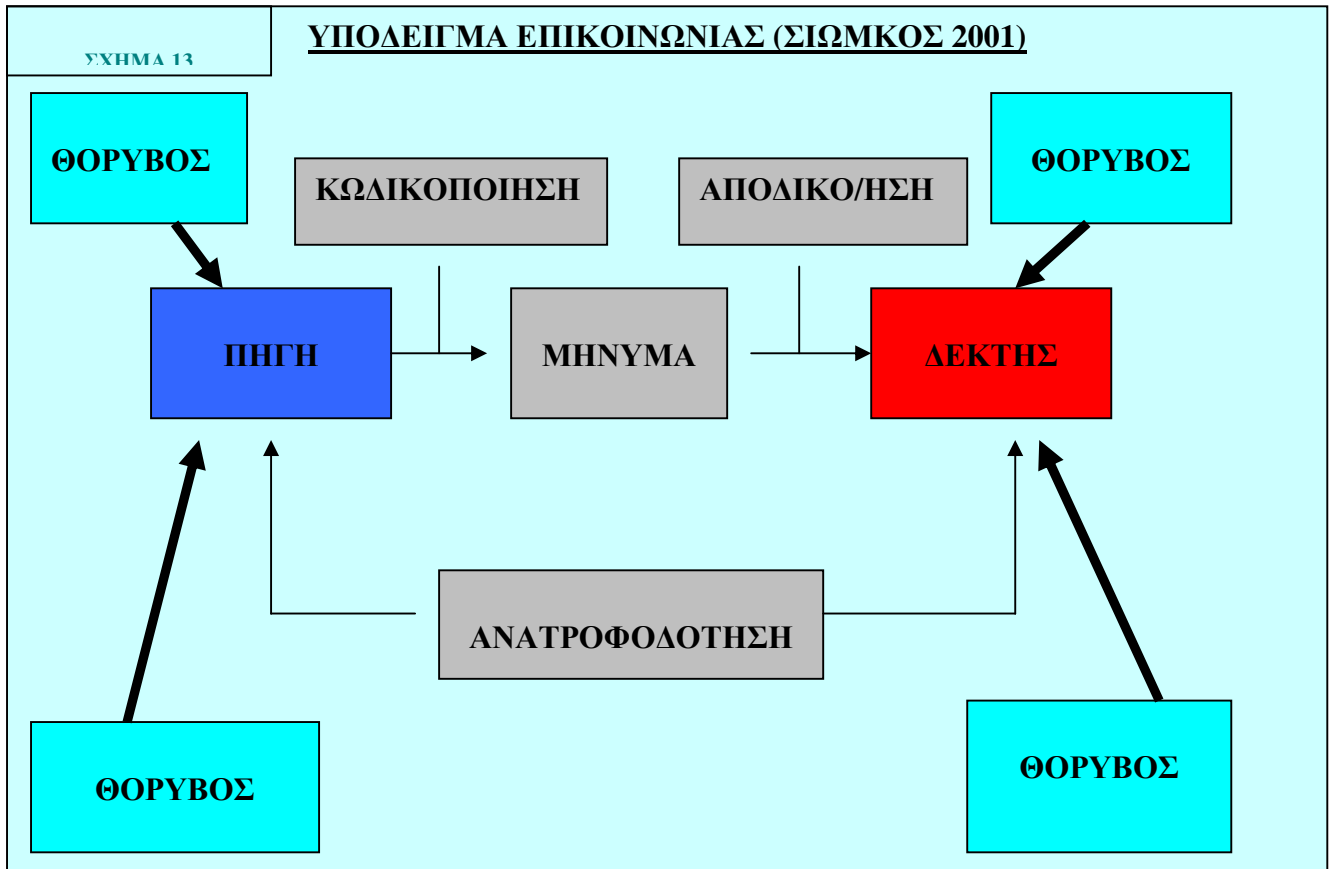 ΥΠΟΔΕΙΓΜΑ ΕΠΙΚΟΙΝΩΝΙΑΣ (ΣΙΩΜΚΟΣ 2001)
ΣΧΗΜΑ 13
ΘΟΡΥΒΟΣ
ΘΟΡΥΒΟΣ
ΚΩΔΙΚΟΠΟΙΗΣΗ
ΑΠΟΔΙΚΟ/ΗΣΗ
ΠΗΓΗ
ΜΗΝΥΜΑ
ΔΕΚΤΗΣ
ΑΝΑΤΡΟΦΟΔΟΤΗΣΗ
ΘΟΡΥΒΟΣ
ΘΟΡΥΒΟΣ